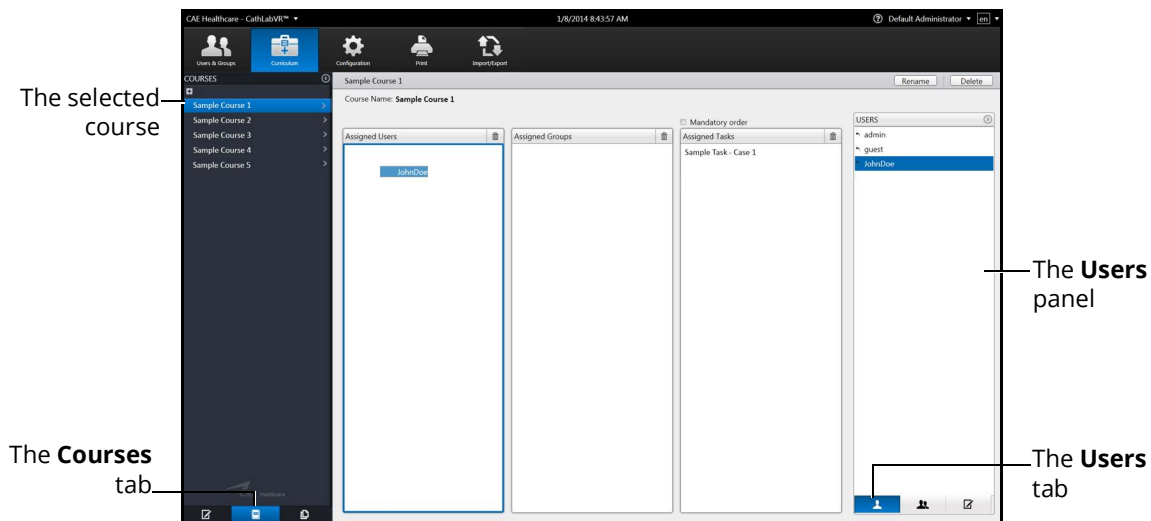 CAE Healthcare - CathLabVR™
1/8/2014 8:43:57 AM
Default Administrator
en
Users & Groups
Curriculum
Configuration
Print
Import/Export
COURSES
Sample Course 1
Sample Course 2
Sample Course 3
Sample Course 4
Sample Course 5
Sample Course 1
Rename
Delete
Course Name: Sample Course 1
Mandatory order
Assigned Users
JohnDoe
Assigned Groups
Assigned Tasks
Sample Task - Case 1
USERS
admin
guest
JohnDoe
CAE Healthcare
The selected
course
The Users
panel
The Courses
tab
The Users
tab